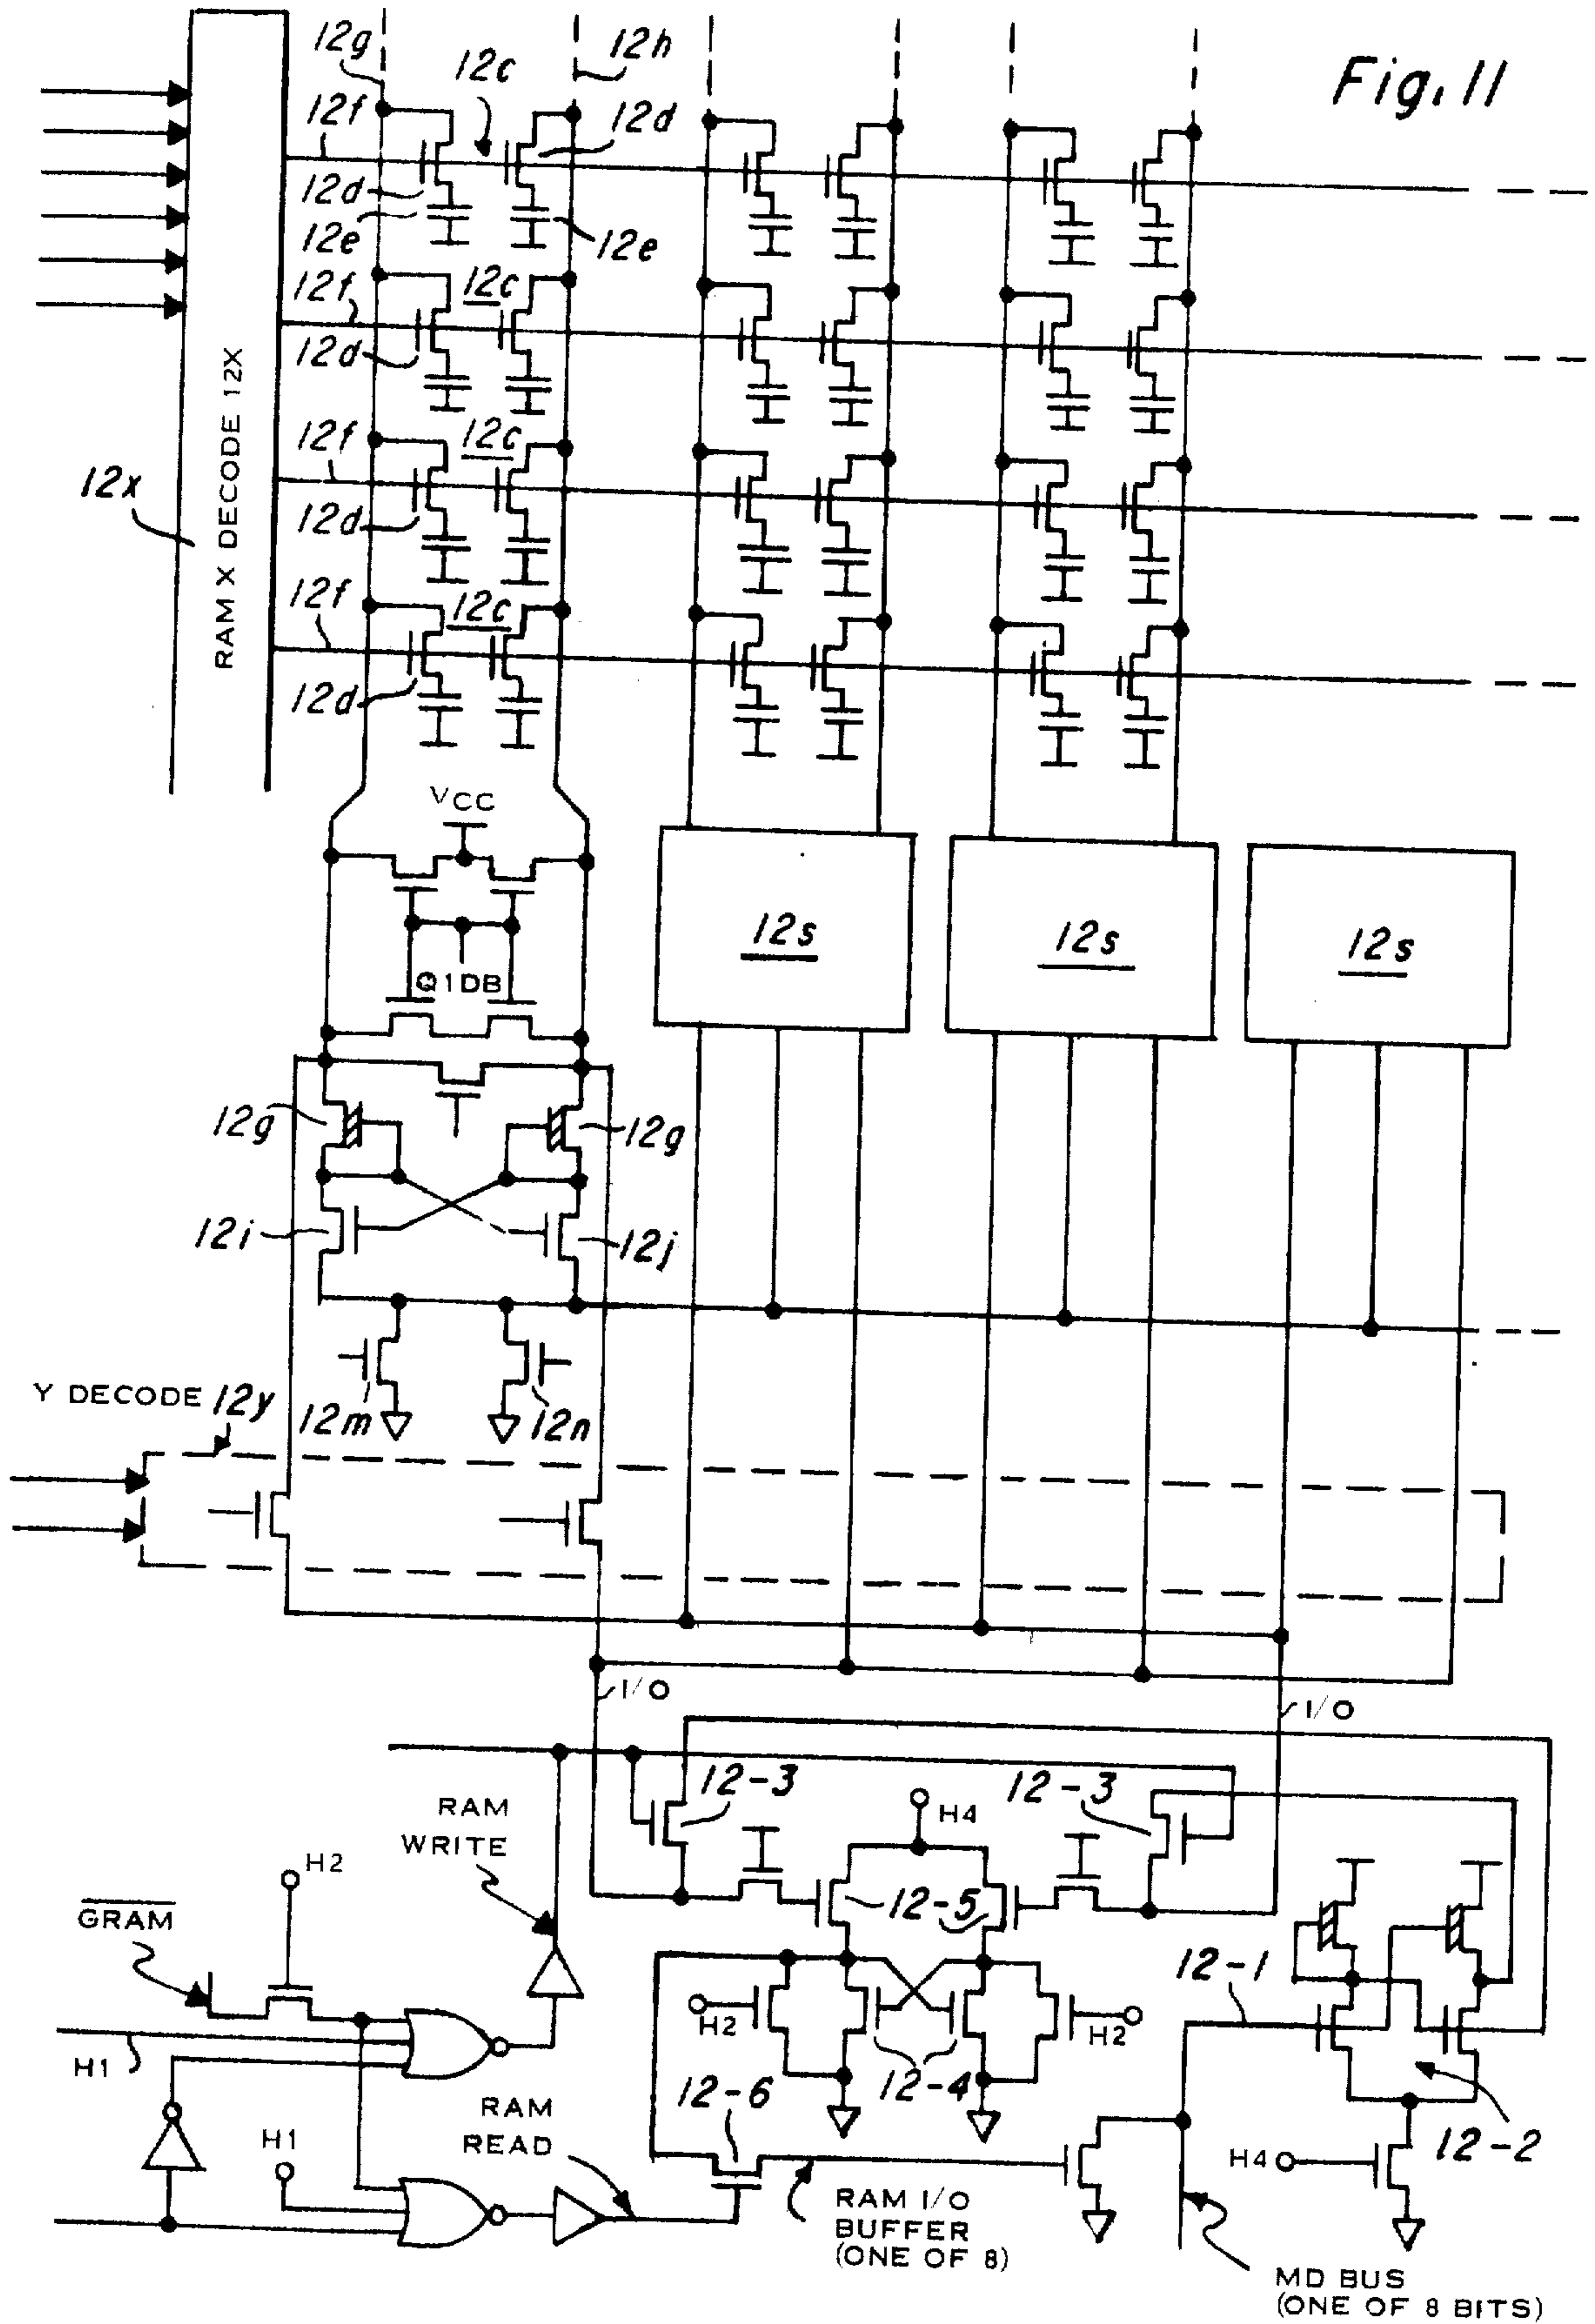 Fig. 11
12g
12h
12c
12d
12f
12d
12e
12e
12f
12c
12d
12f
12c
12d
12f
12c
12d
12x
RAM X DECODE 12X
VCC
Q1DB
12s
12s
12s
12g
12g
12i
12j
12m
12n
Y DECODE 12y
I/O
I/O
12-3
12-3
RAM
WRITE
H4
H2
GRAM
12-5
12-1
H2
H2
H1
12-4
12-6
RAM
READ
H1
12-2
H4
RAM I/O
BUFFER
(ONE OF 8)
MD BUS
(ONE OF 8 BITS)